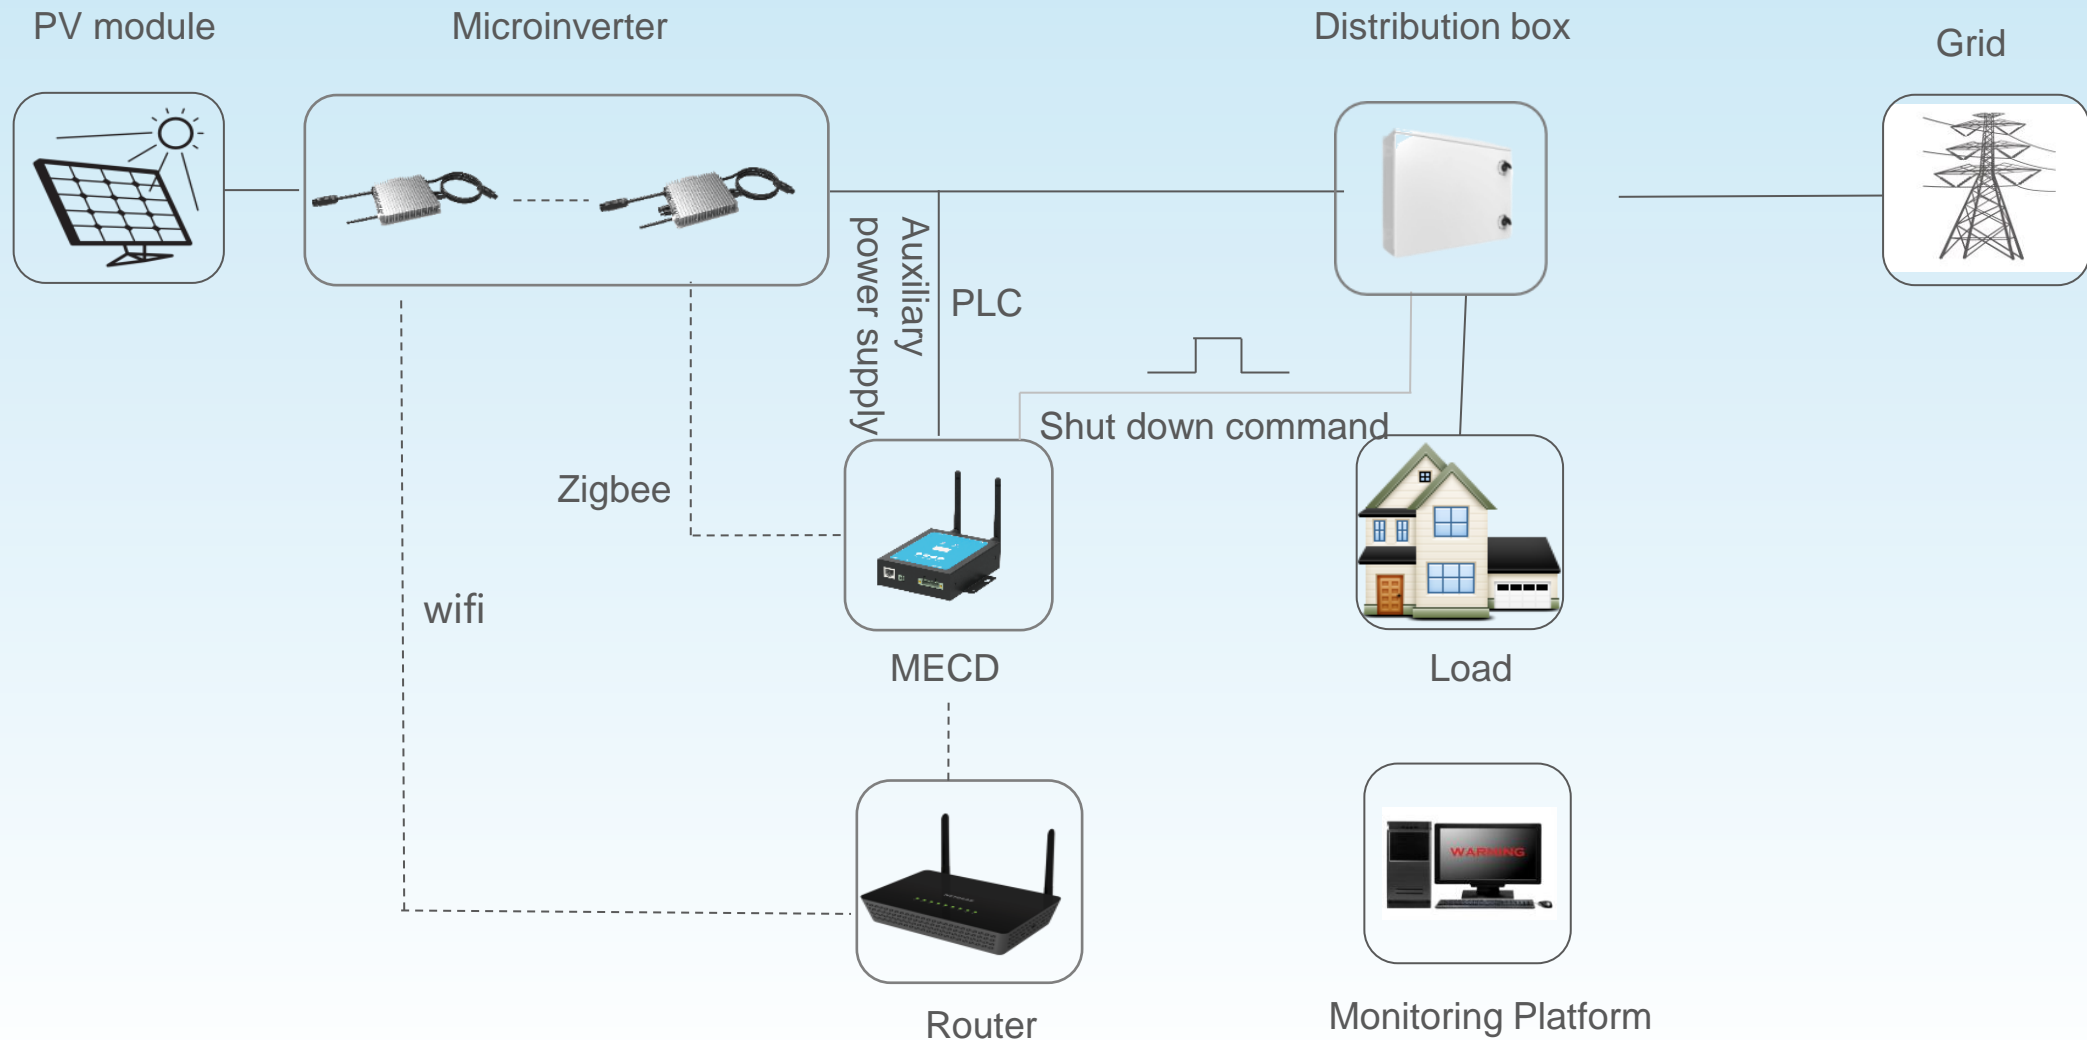 PV module
Microinverter
Distribution box
Grid
Auxiliary
power supply
PLC
Shut down command
Zigbee
wifi
MECD
Load
WARMING
Router
Monitoring Platform